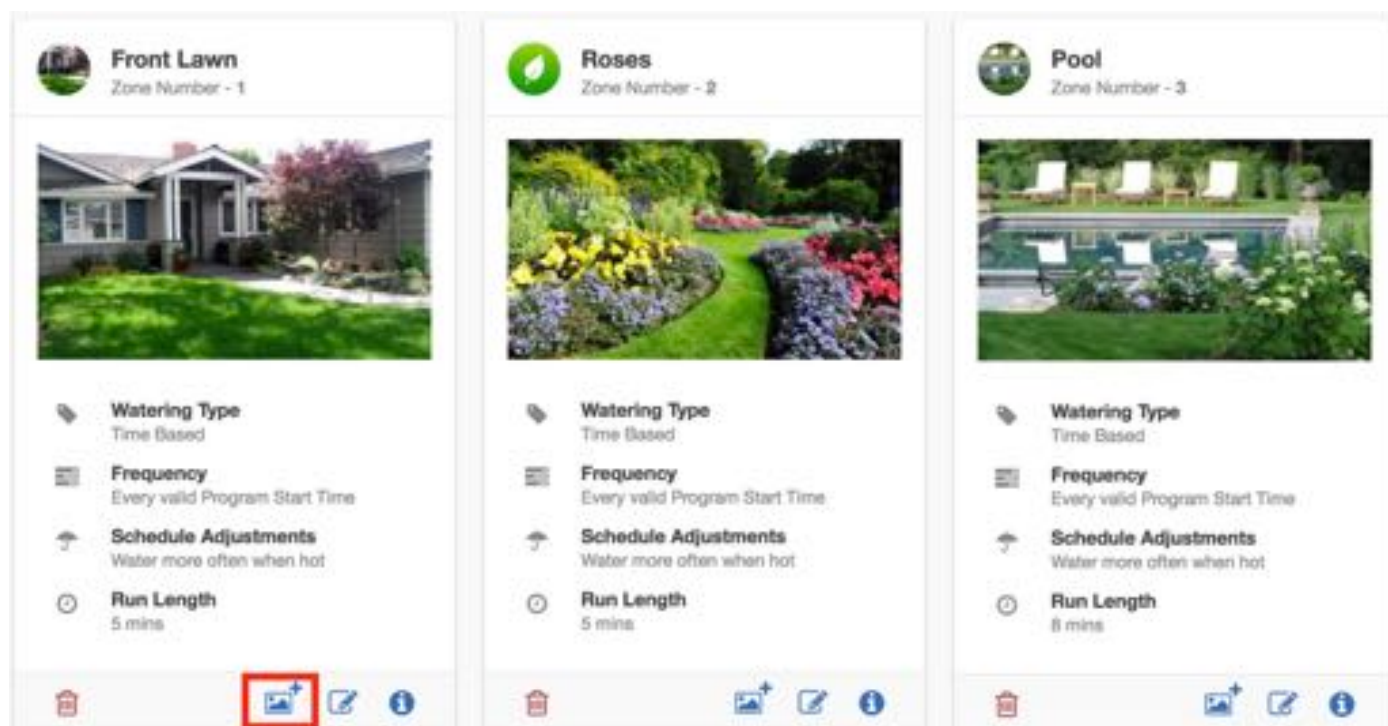 Front Lawn
Zone Number - 1
Watering Type
Time Based
Frequency
Every valid Program Start Time
Schedule Adjustments
Water more often when hot
Run Length
5 mins
Roses
Zone Number - 2
Watering Type
Time Based
Frequency
Every valid Program Start Time
Schedule Adjustments
Water more often when hot
Run Length
5 mins
Pool
Zone Number - 3
Watering Type
Time Based
Frequency
Every valid Program Start Time
Schedule Adjustments
Water more often when hot
Run Length
8 mins